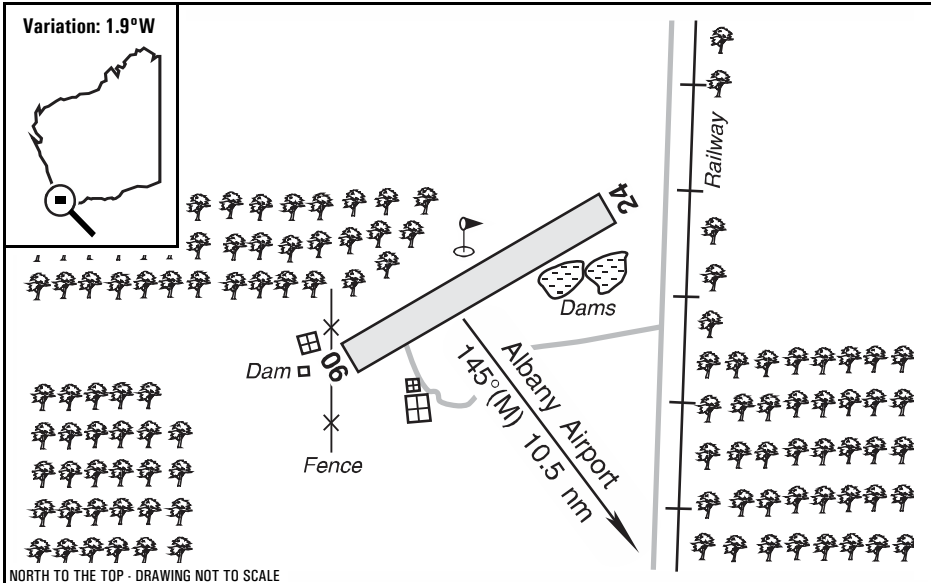 Variation: 1.9°W
Railway
24
Dams
06
Dam
Albany Airport
145°(M) 10.5 nm
Fence
NORTH TO THE TOP - DRAWING NOT TO SCALE